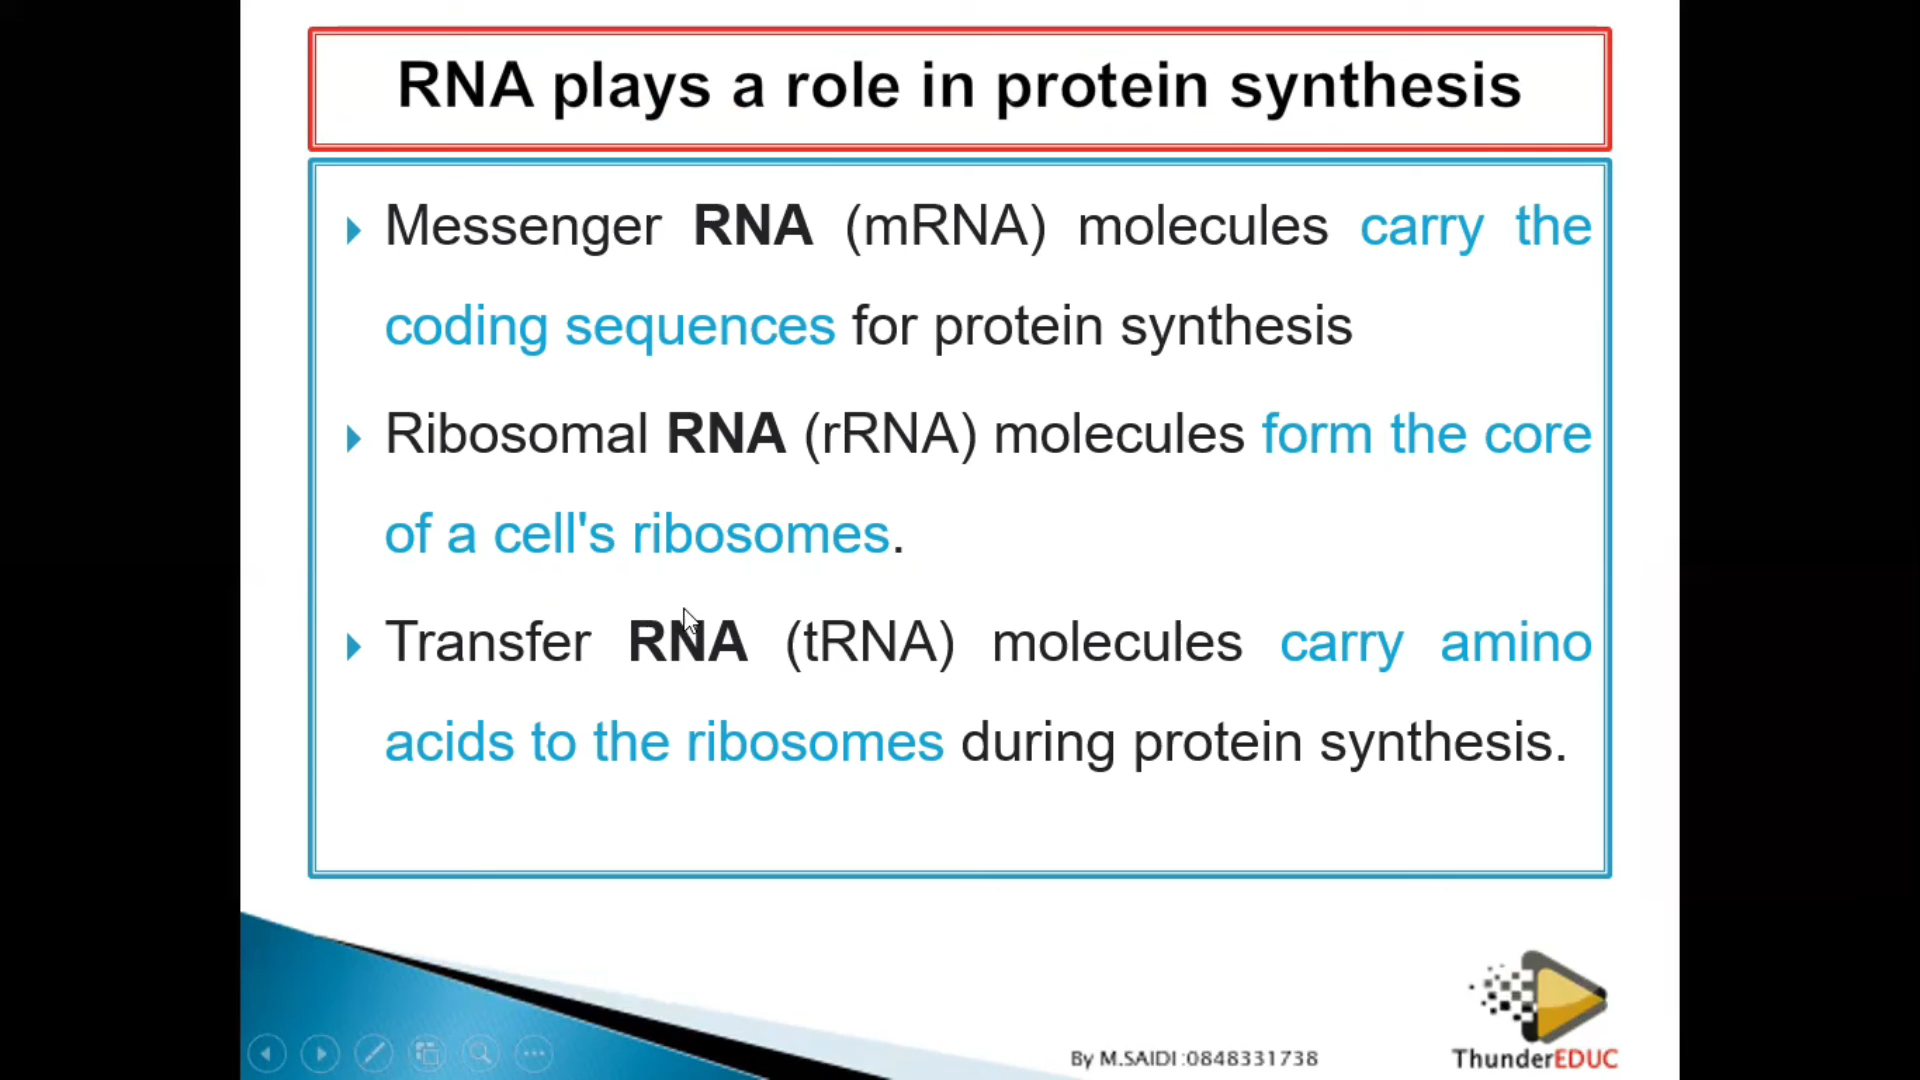 RNA plays a role in protein synthesis
Messenger RNA (mRNA) molecules carry the
coding sequences for protein synthesis
Ribosomal RNA (rRNA) molecules form the core
of a cell's ribosomes.
Transfer RNA (tRNA) molecules carry amino
acids to the ribosomes during protein synthesis.
By M.SAIDI :0848331738
ThunderEDUC